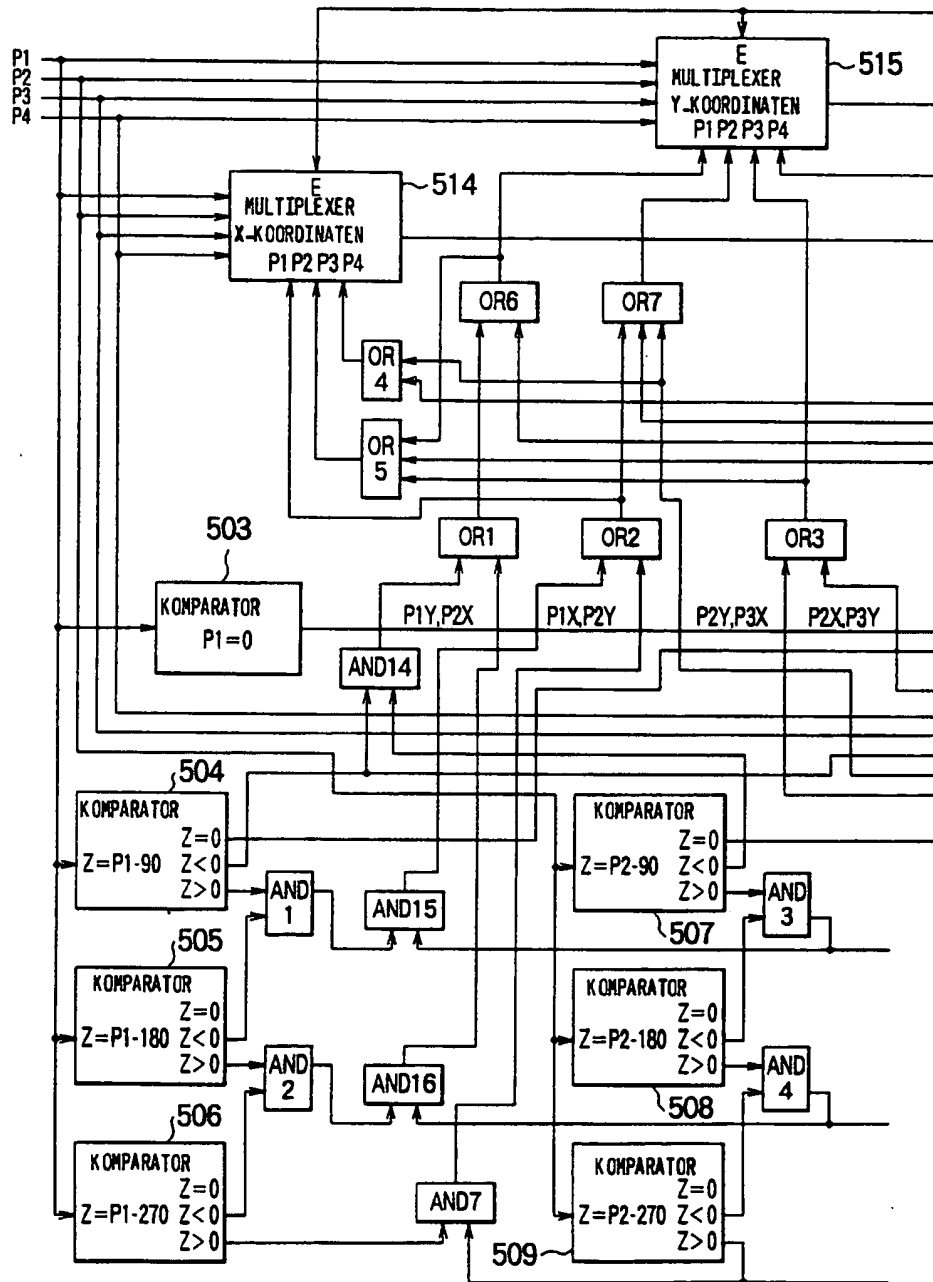 P1
P2
P3
P4
E
MULTIPLEXER
Y-KOORDINATEN
P1 P2 P3 P4
515
E
MULTIPLEXER
X-KOORDINATEN
P1 P2 P3 P4
514
OR6
OR7
OR
4
OR
5
OR1
OR2
OR3
503
KOMPARATOR
P1=0
P1Y,P2X
P1X,P2Y
P2Y,P3X
P2X,P3Y
AND14
504
KOMPARATOR
Z=0
Z=P1-90
Z<0
Z>0
AND
1
AND15
KOMPARATOR
Z=0
Z=P2-90
Z<0
Z>0
507
AND
3
505
KOMPARATOR
Z=0
Z=P1-180
Z<0
Z>0
AND
2
AND16
KOMPARATOR
Z=0
Z=P2-180
Z<0
Z>0
508
AND
4
506
KOMPARATOR
Z=0
Z=P1-270
Z<0
Z>0
AND7
KOMPARATOR
Z=0
Z=P2-270
Z<0
Z>0
509